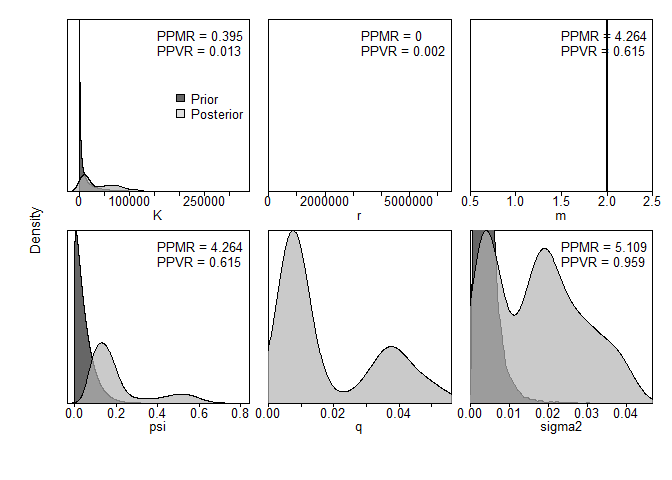 PPMR = 0.395
PPVR = 0.013
Prior
Posterior
0 100000 250000
K
PPMR = 0
PPVR = 0.002
0 2000000 5000000
r
PPMR = 4.264
PPVR = 0.615
0.5 1.0 1.5 2.0 2.5
m
Density
PPMR = 4.264
PPVR = 0.615
0.0 0.2 0.4 0.6 0.8
psi
0.00 0.02 0.04
q
PPMR = 5.109
PPVR = 0.959
0.00 0.01 0.02 0.03 0.04
sigma2